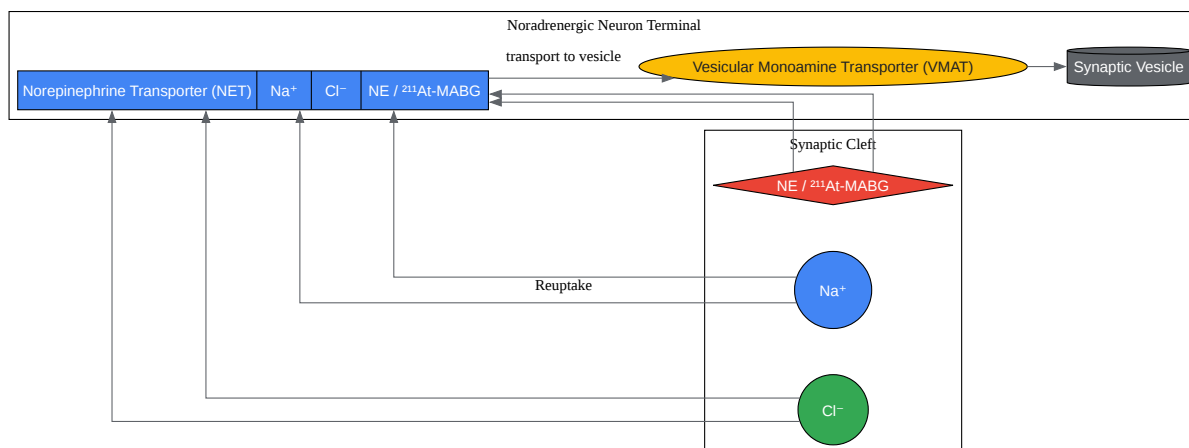 Noradrenergic Neuron Terminal
transport to vesicle
Vesicular Monoamine Transporter (VMAT)
Synaptic Vesicle
Norepinephrine Transporter (NET)
Na⁺
Cl⁻
NE / ²¹¹At-MABG
Synaptic Cleft
NE / ²¹¹At-MABG
Reuptake
Na⁺
Cl⁻